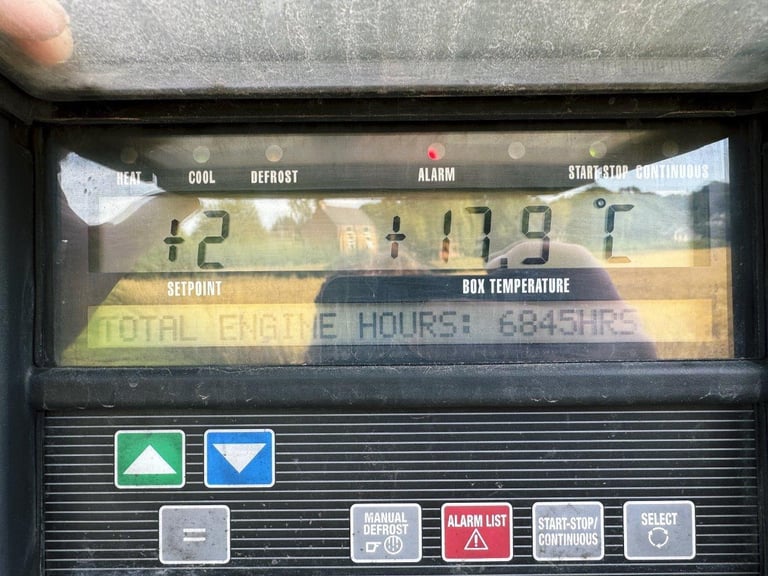 HEAT COOL DEFROST ALARM START-STOP CONTINUOUS
+2 +17,9 °C
SETPOINT BOX TEMPERATURE
TOTAL ENGINE HOURS: 6845HRS
MANUAL DEFROST
ALARM LIST
START-STOP/
CONTINUOUS
SELECT
=